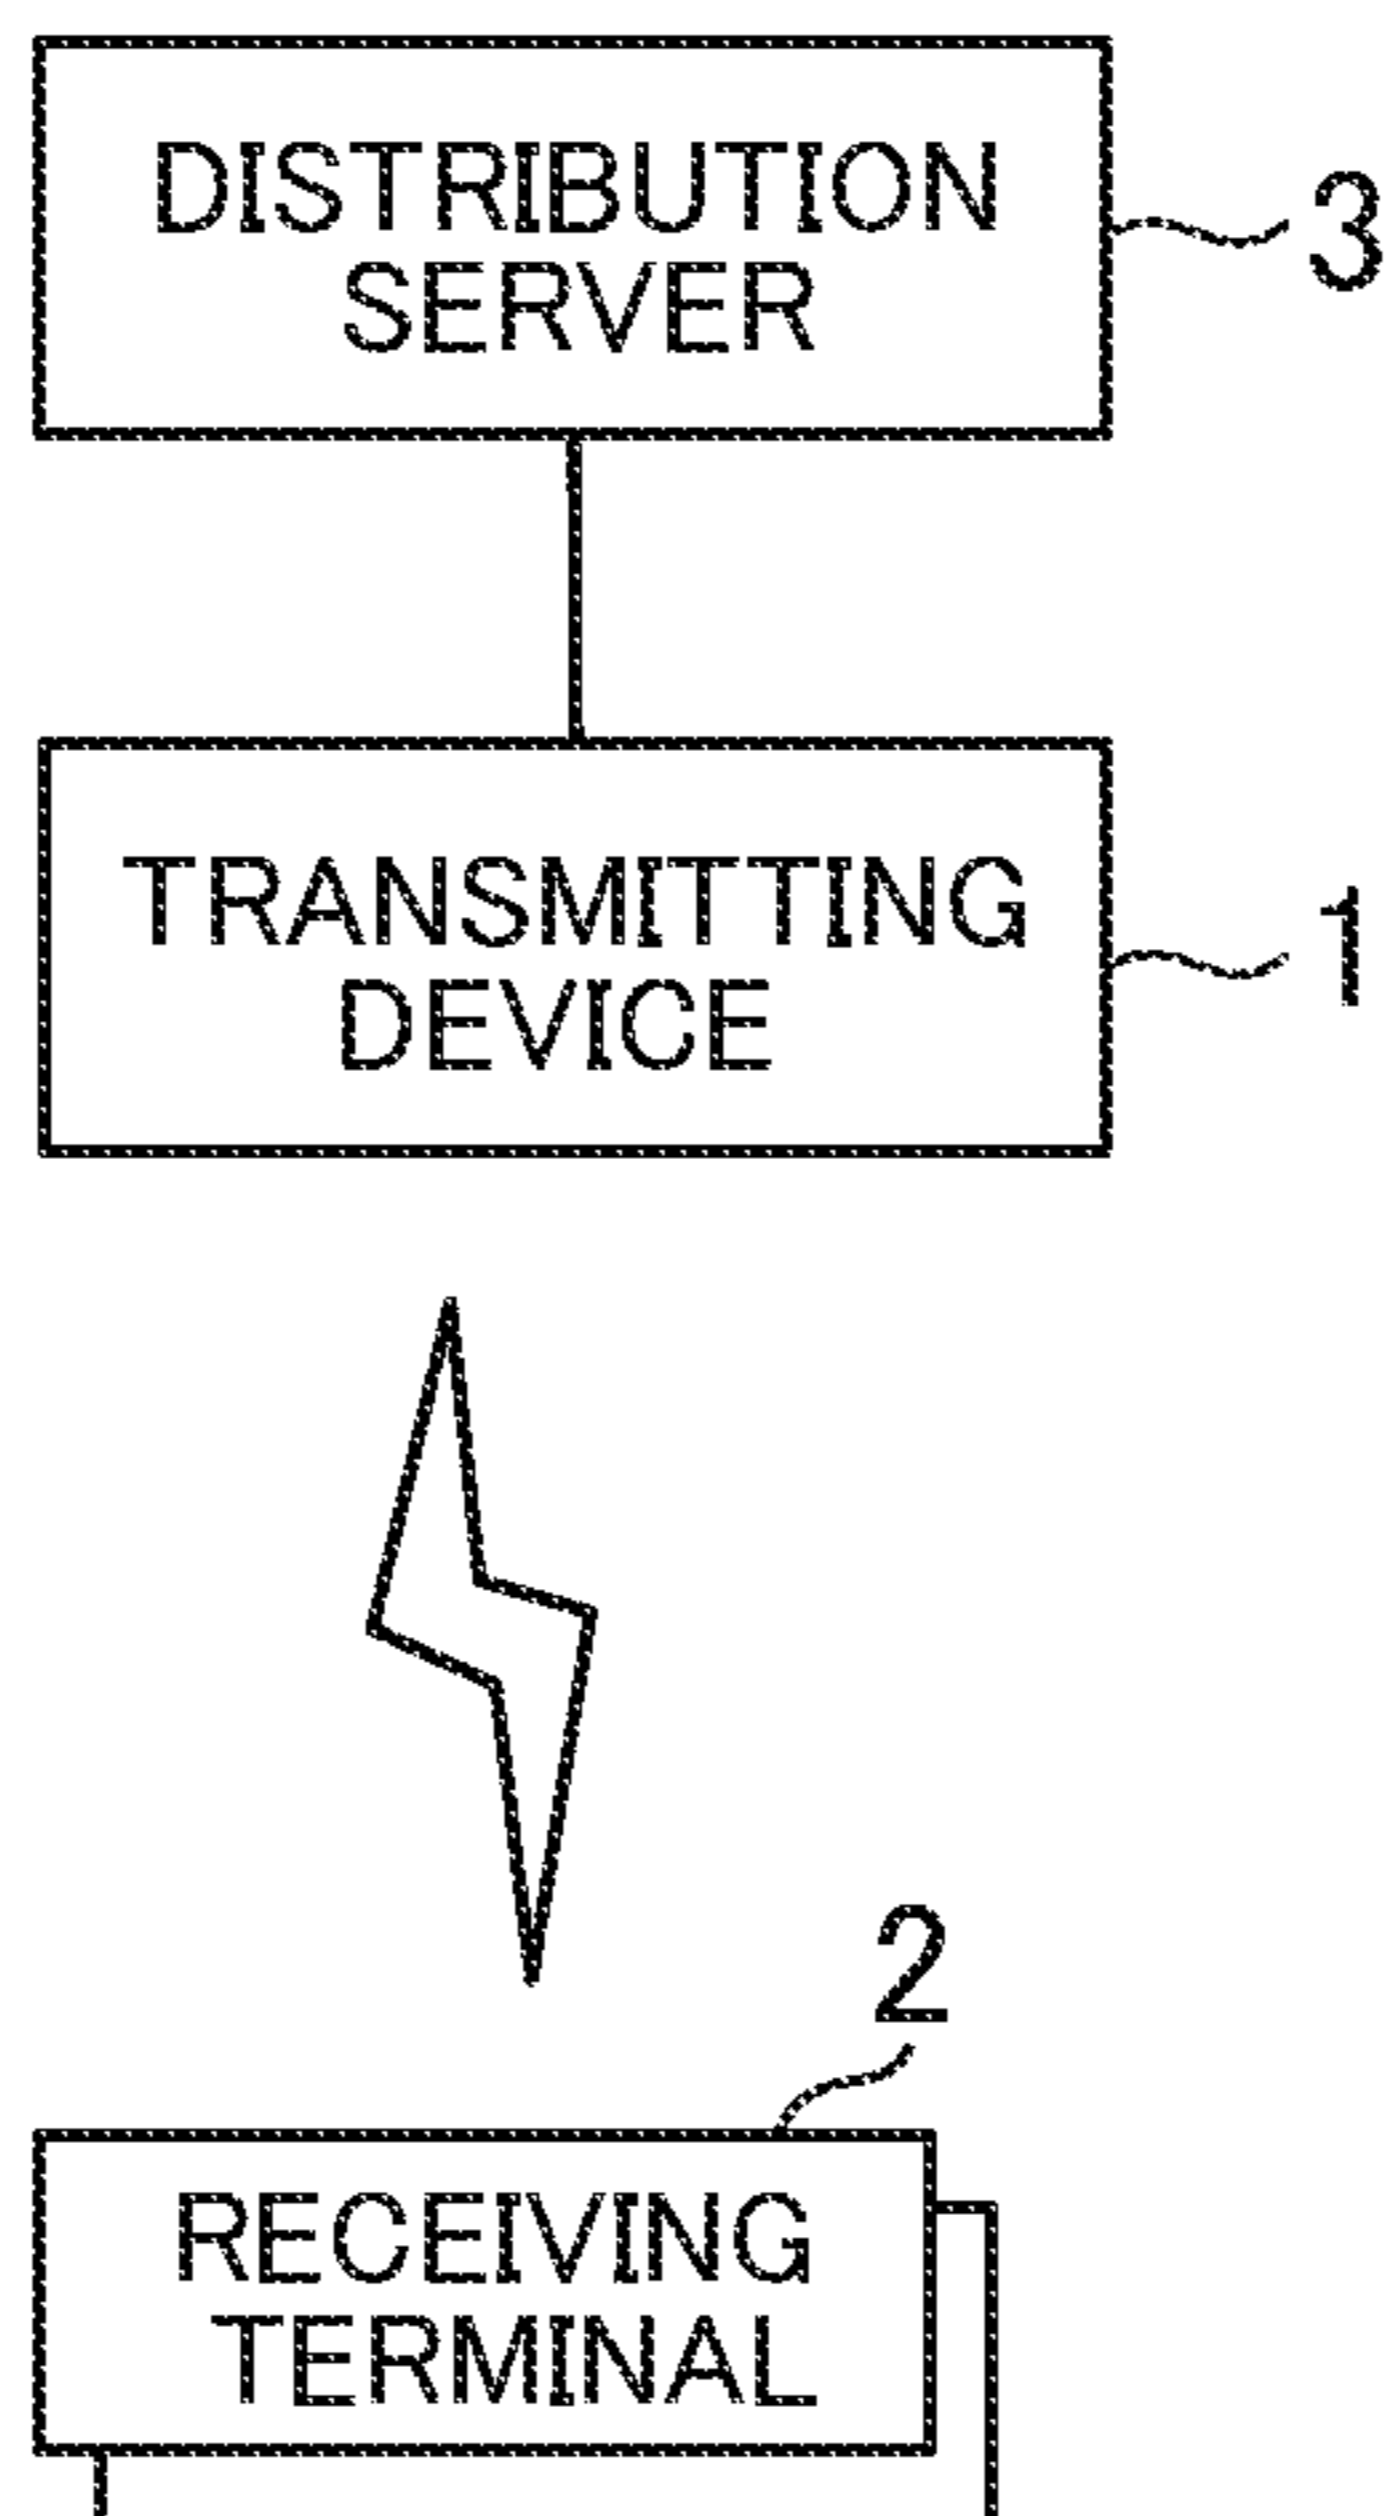 DISTRIBUTION
SERVER
3
TRANSMITTING
DEVICE
1
2
RECEIVING
TERMINAL